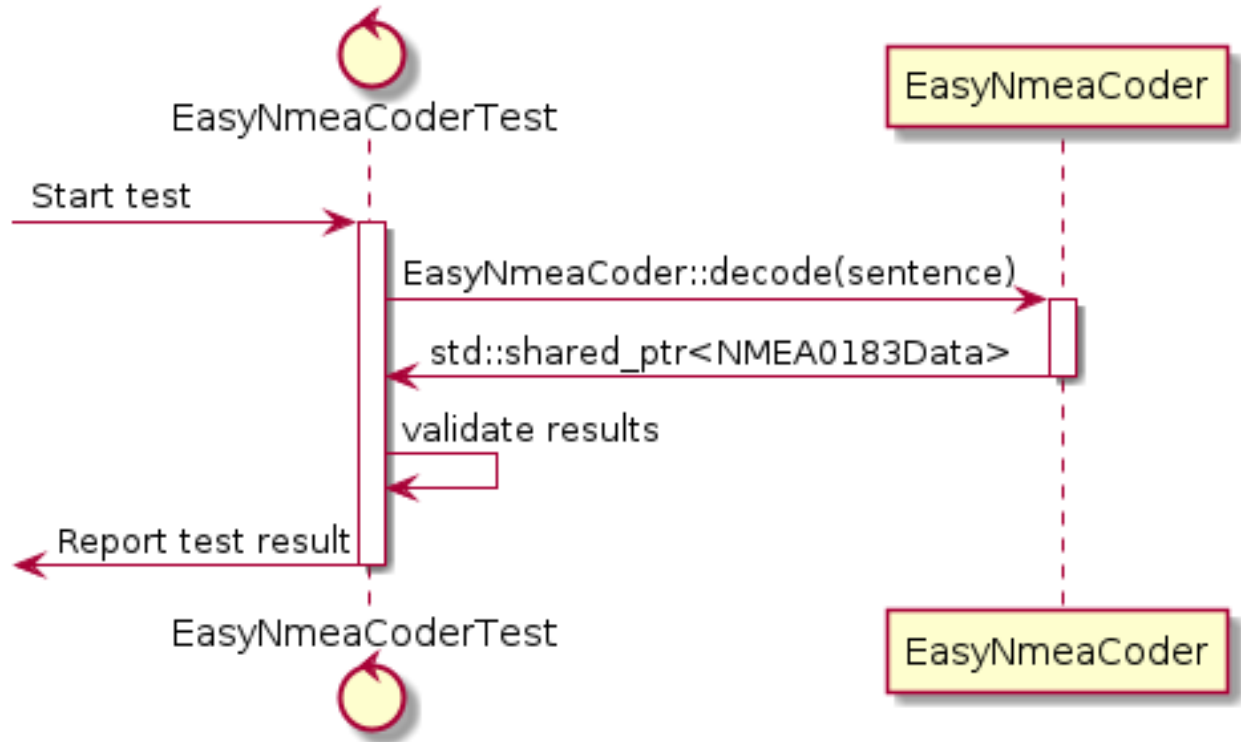 EasyNmeaCoderTest
EasyNmeaCoder
Start test
EasyNmeaCoder::decode(sentence)
std::shared_ptr<NMEA0183Data>
validate results
Report test result
EasyNmeaCoderTest
EasyNmeaCoder